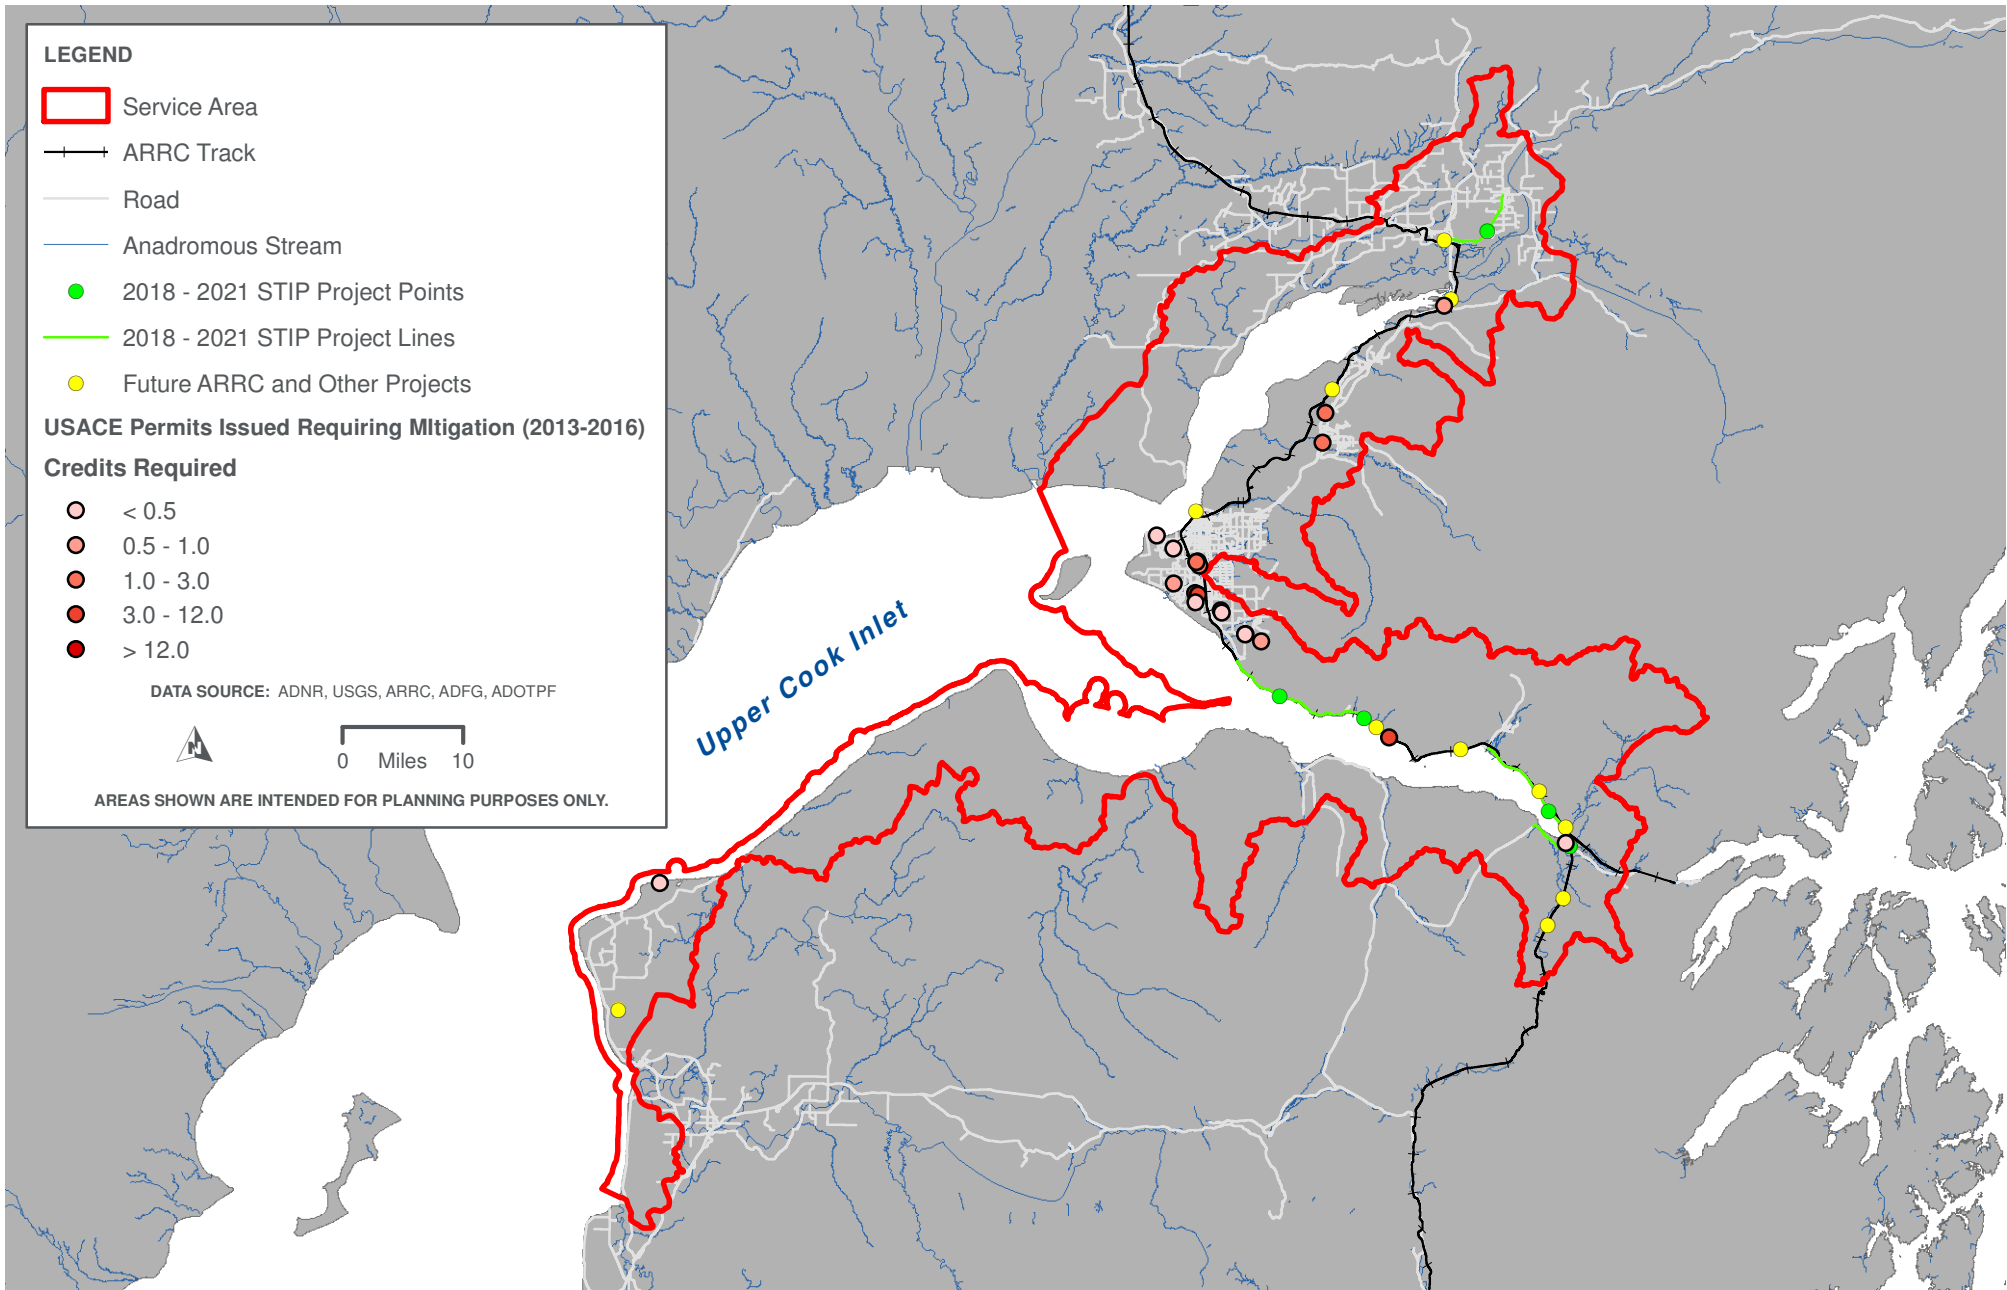 LEGEND
Service Area
ARRC Track
Road
Anadromous Stream
2018 - 2021 STIP Project Points
2018 - 2021 STIP Project Lines
Future ARRC and Other Projects
USACE Permits Issued Requiring MItigation (2013-2016)
Credits Required
< 0.5
0.5 - 1.0
1.0 - 3.0
3.0 - 12.0
> 12.0
DATA SOURCE: ADNR, USGS, ARRC, ADFG, ADOTPF
N
0 Miles 10
AREAS SHOWN ARE INTENDED FOR PLANNING PURPOSES ONLY.
Upper Cook Inlet